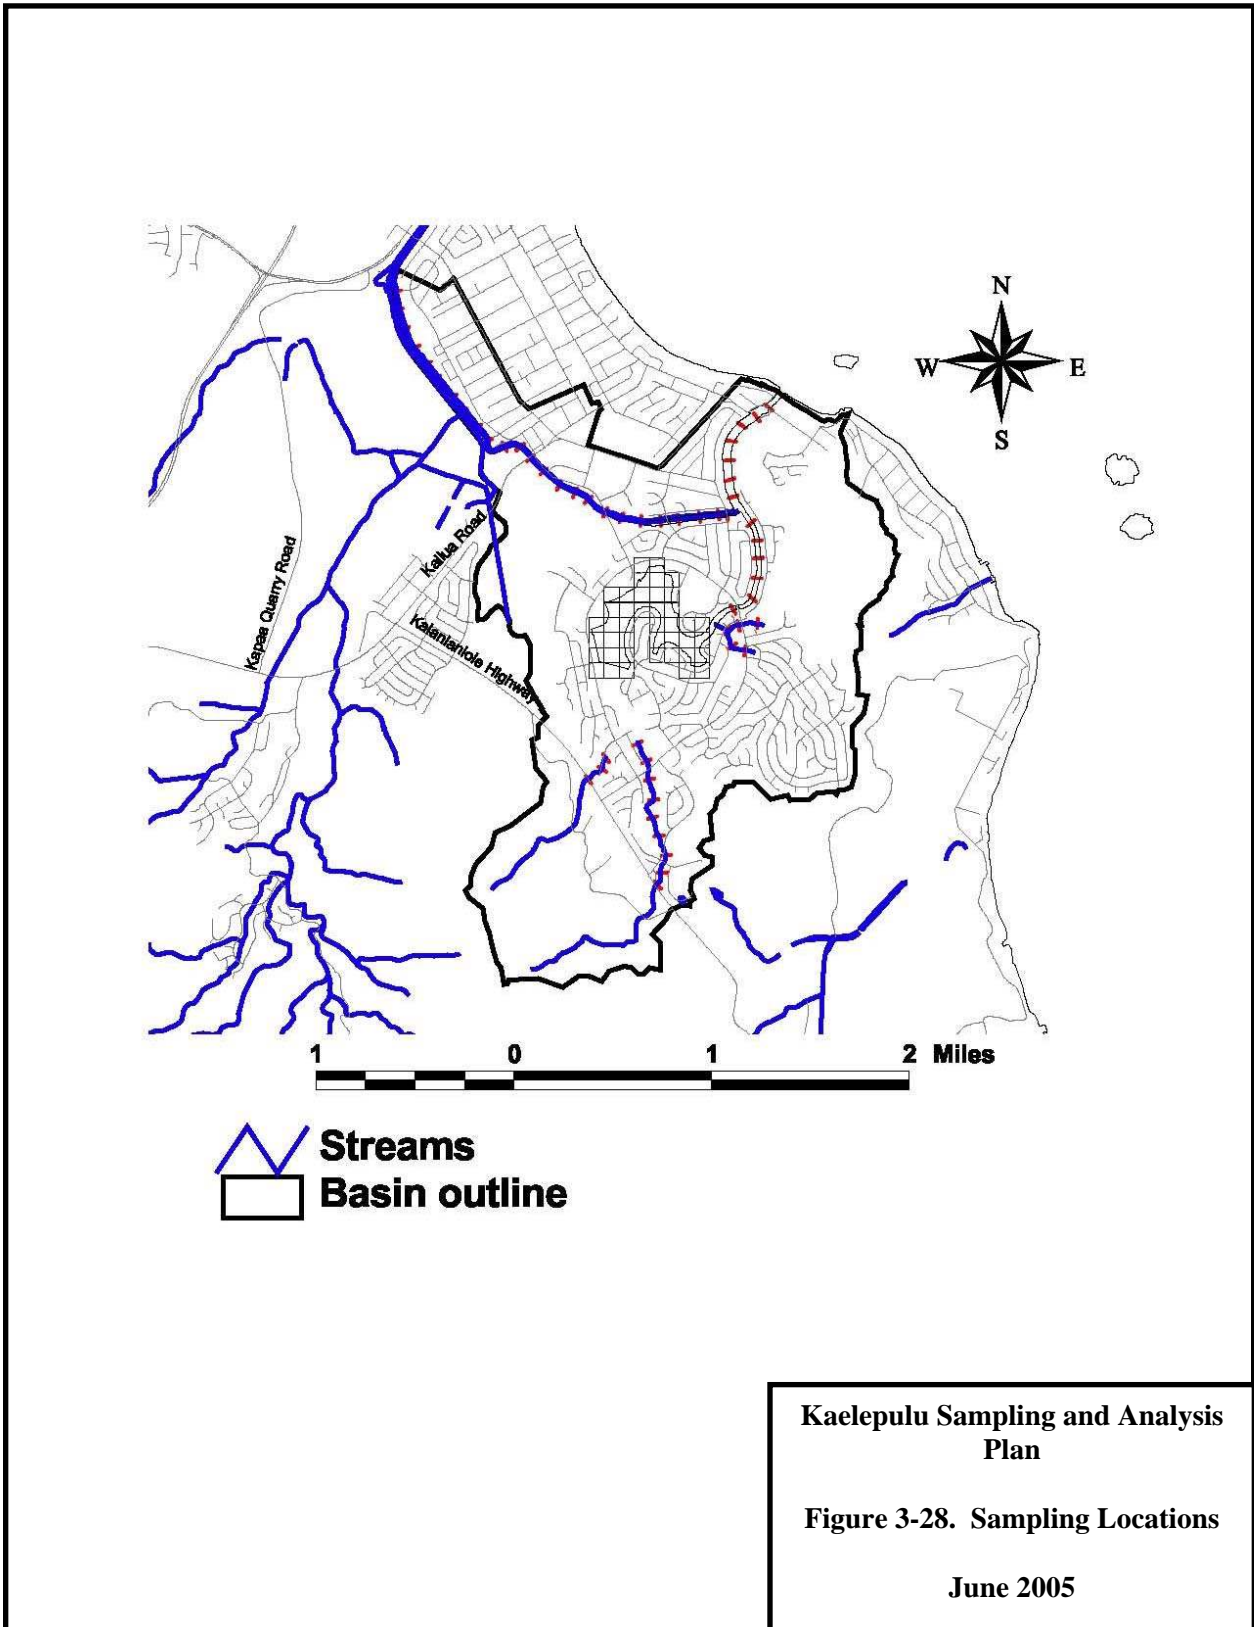 N
W E
S
Kapaa Quarry Road
Kailua Road
Kalanianiole Highway
1 0 1 2 Miles
Streams
Basin outline
Kaelepulu Sampling and Analysis
Plan
Figure 3-28. Sampling Locations
June 2005